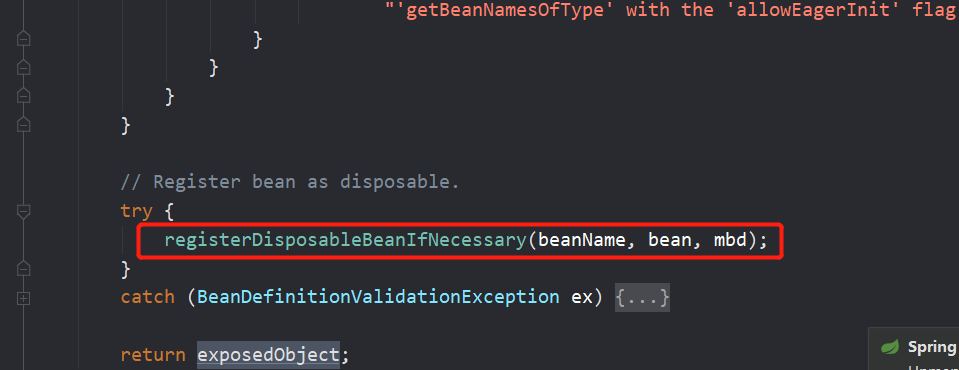 "'getBeanNamesOfType' with the 'allowEagerInit' flag
}
}
}
}
// Register bean as disposable.
try {
registerDisposableBeanIfNecessary(beanName, bean, mbd);
}
catch (BeanDefinitionValidationException ex) {...}
return exposedObject;
Spring